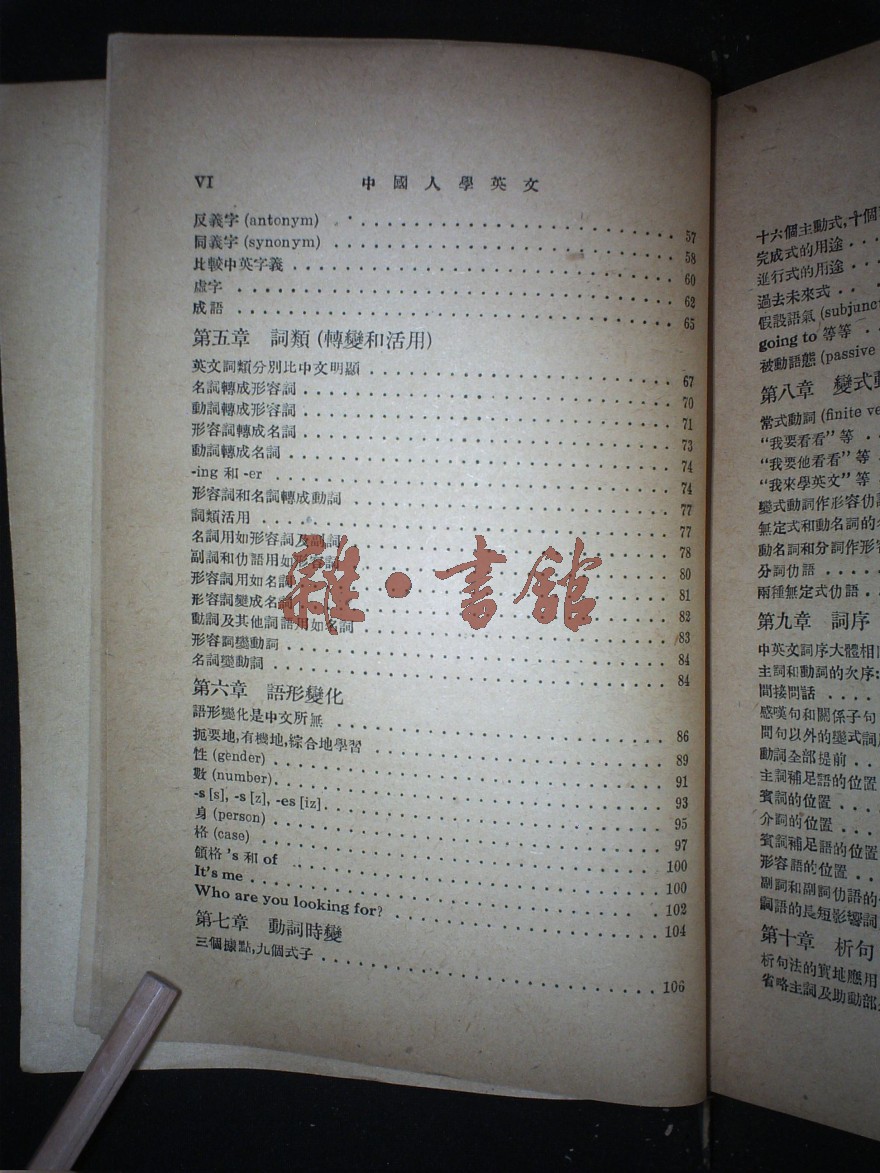 VI 中國人學英文
反義字 (antonym) 57
同義字 (synonym) 58
比較中英字義 60
虛字 62
成語 65
第五章 詞類 (轉變和活用)
英文詞類分別比中文明顯 67
名詞轉成形容詞 70
動詞轉成形容詞 71
形容詞轉成名詞 73
動詞轉成名詞 74
-ing 和 -er 74
形容詞和名詞轉成動詞 77
詞類活用 77
名詞用如形容詞及副詞 78
副詞和仂語用如形容詞 80
形容詞用如名詞 81
形容詞變成名詞 82
動詞及其他詞語用如名詞 83
形容詞變動詞 84
名詞變動詞 84
第六章 語形變化
語形變化是中文所無 86
扼要地,有機地,綜合地學習 89
性 (gender) 91
數 (number) 93
-s [s], -s [z], -es [iz] 95
身 (person) 97
格 (case) 100
領格 's 和 of 100
It's me 102
Who are you looking for? 104
第七章 動詞時變
三個據點,九個式子 106
雜·書館
十六個主動式,十個
完成式的用途
進行式的用途
過去未來式
假設語氣 (subjunct
going to 等等
被動語態 (passive
第八章 變式動
常式動詞 (finite ve
“我要看看”等
“我要他看看”等
“我來學英文”等
變式動詞作形容仂語
無定式和動名詞的
動名詞和分詞作形容
分詞仂語
兩種無定式仂語
第九章 詞序
中英文詞序大體相同
主詞和動詞的次序:
間接問話
感嘆句和關係子句
問句以外的變式詞序
動詞全部提前
主詞補足語的位置
賓詞的位置
介詞的位置
賓詞補足語的位置
形容語的位置
副詞和副詞仂語的
詞語的長短影響詞
第十章 析句
析句法的實地應用
省略主詞及助動部